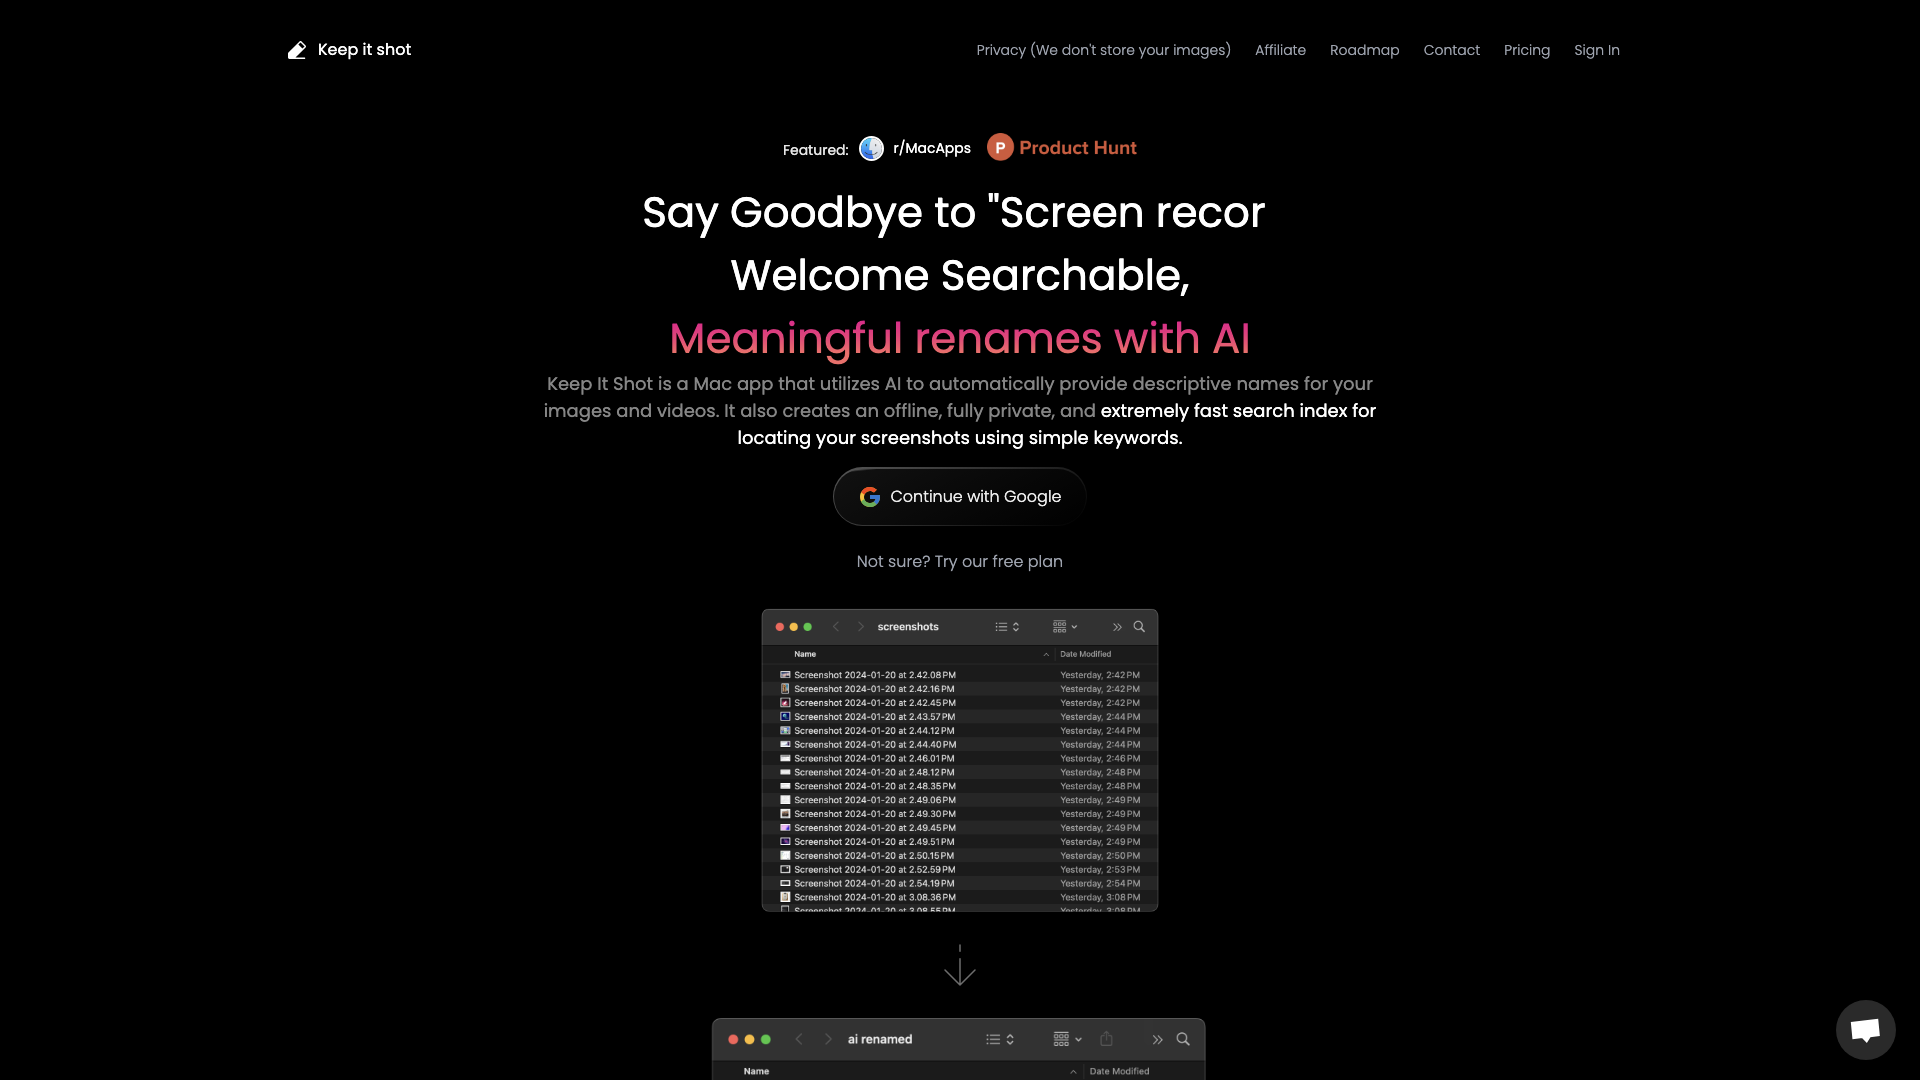 Keep it shot
Privacy (We don't store your images) Affiliate Roadmap Contact Pricing Sign In
Featured: r/MacApps P Product Hunt
Say Goodbye to "Screen recor
Welcome Searchable,
Meaningful renames with AI
Keep It Shot is a Mac app that utilizes AI to automatically provide descriptive names for your
images and videos. It also creates an offline, fully private, and extremely fast search index for
locating your screenshots using simple keywords.
Continue with Google
Not sure? Try our free plan
screenshots
Name Date Modified
Screenshot 2024-01-20 at 2.42.08 PM Yesterday, 2:42 PM
Screenshot 2024-01-20 at 2.42.16 PM Yesterday, 2:42 PM
Screenshot 2024-01-20 at 2.42.45 PM Yesterday, 2:42 PM
Screenshot 2024-01-20 at 2.43.57 PM Yesterday, 2:44 PM
Screenshot 2024-01-20 at 2.44.12 PM Yesterday, 2:44 PM
Screenshot 2024-01-20 at 2.44.40 PM Yesterday, 2:44 PM
Screenshot 2024-01-20 at 2.46.01 PM Yesterday, 2:46 PM
Screenshot 2024-01-20 at 2.48.12 PM Yesterday, 2:48 PM
Screenshot 2024-01-20 at 2.48.35 PM Yesterday, 2:48 PM
Screenshot 2024-01-20 at 2.49.06 PM Yesterday, 2:49 PM
Screenshot 2024-01-20 at 2.49.30 PM Yesterday, 2:49 PM
Screenshot 2024-01-20 at 2.49.45 PM Yesterday, 2:49 PM
Screenshot 2024-01-20 at 2.49.51 PM Yesterday, 2:49 PM
Screenshot 2024-01-20 at 2.50.15 PM Yesterday, 2:50 PM
Screenshot 2024-01-20 at 2.52.59 PM Yesterday, 2:53 PM
Screenshot 2024-01-20 at 2.54.19 PM Yesterday, 2:54 PM
Screenshot 2024-01-20 at 3.08.36 PM Yesterday, 3:08 PM
Screenshot 2024-01-20 at 3.08.55 PM Yesterday, 3:08 PM
ai renamed
Name Date Modified